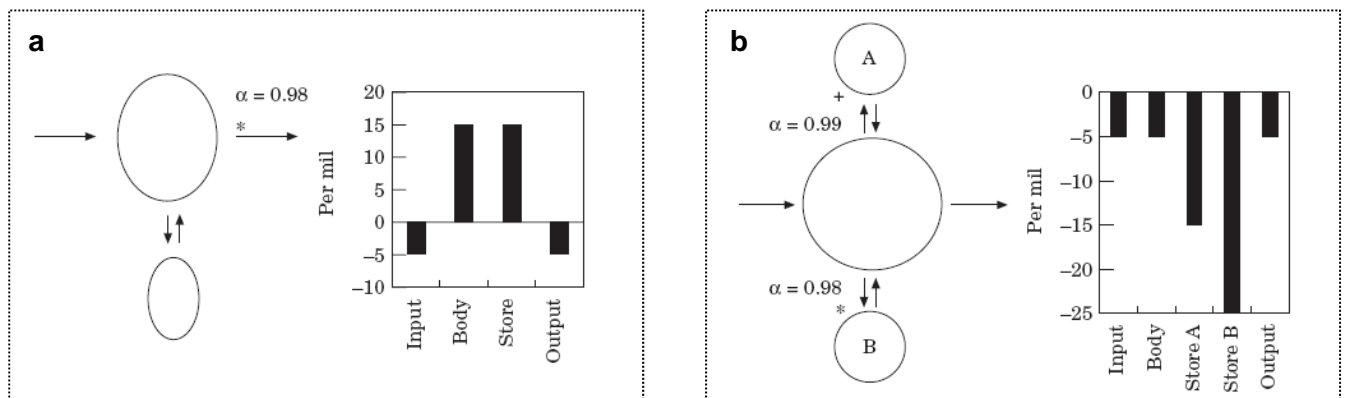 a
α = 0.98
*
Per mil
20
15
10
5
0
−5
−10
Input
Body
Store
Output
b
A
+
α = 0.99
α = 0.98
*
B
Per mil
0
−5
−10
−15
−20
−25
Input
Body
Store A
Store B
Output